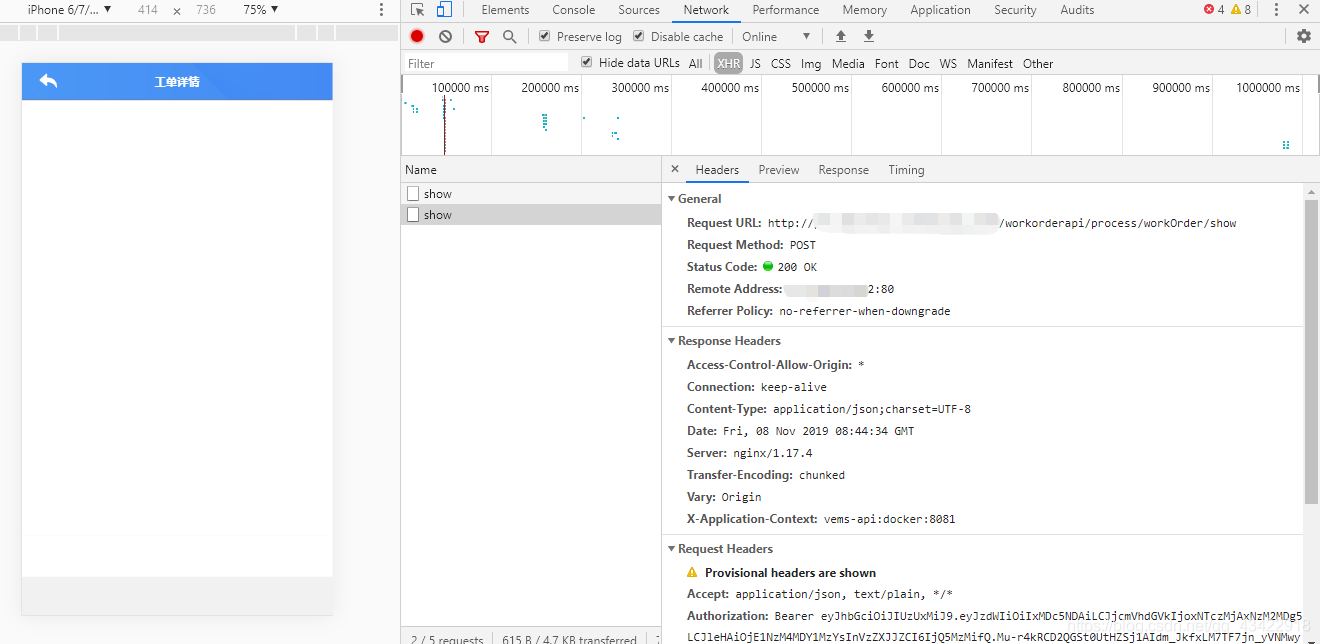 iPhone 6/7/... ▼ 414 × 736 75% ▼
Elements Console Sources Network Performance Memory Application Security Audits 4 8
Preserve log Disable cache Online ▼
Filter Hide data URLs All XHR JS CSS Img Media Font Doc WS Manifest Other
工单详情
100000 ms 200000 ms 300000 ms 400000 ms 500000 ms 600000 ms 700000 ms 800000 ms 900000 ms 1000000 ms
Name × Headers Preview Response Timing
show
show
General
Request URL: http:// /workorderapi/process/workOrder/show
Request Method: POST
Status Code: 200 OK
Remote Address: 2:80
Referrer Policy: no-referrer-when-downgrade
Response Headers
Access-Control-Allow-Origin: *
Connection: keep-alive
Content-Type: application/json;charset=UTF-8
Date: Fri, 08 Nov 2019 08:44:34 GMT
Server: nginx/1.17.4
Transfer-Encoding: chunked
Vary: Origin
X-Application-Context: vems-api:docker:8081
Request Headers
Provisional headers are shown
Accept: application/json, text/plain, */*
Authorization: Bearer eyJhbGciOiJIUzUxMiJ9.eyJzdWIiOiIxMDc5NDAiLCJjcmVhdGVkIjoxNTczMjAxNzM2MDg5
LCJleHAiOjE1NzM4MDY1MzYsInVzZXJJZCI6IjQ5MzMifQ.Mu-r4kRCD2QGSt0UtHZSj1AIdm_JkfxLM7TF7jn_yVNMwy
2 / 5 requests 615 B / 4.7 KB transferred